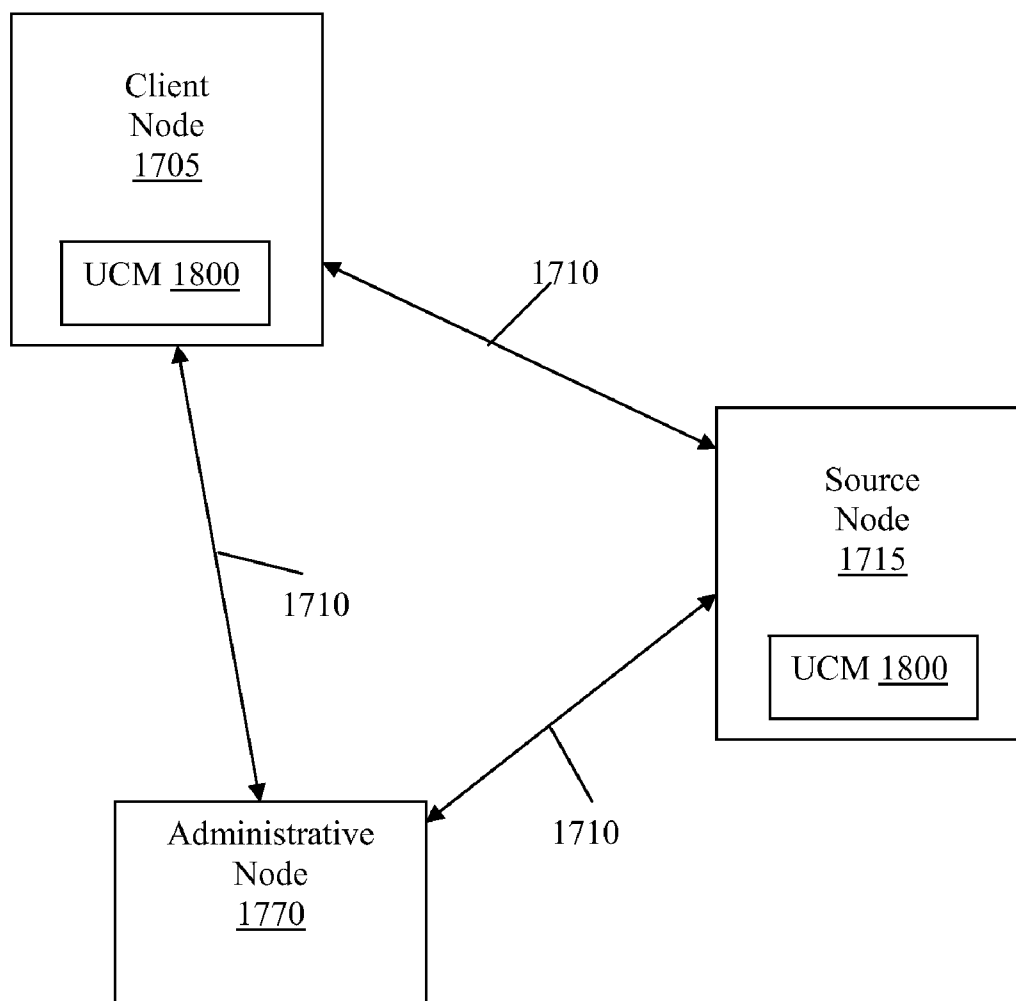 Client
Node
1705
UCM 1800
1710
Source
Node
1715
UCM 1800
1710
1710
Administrative
Node
1770